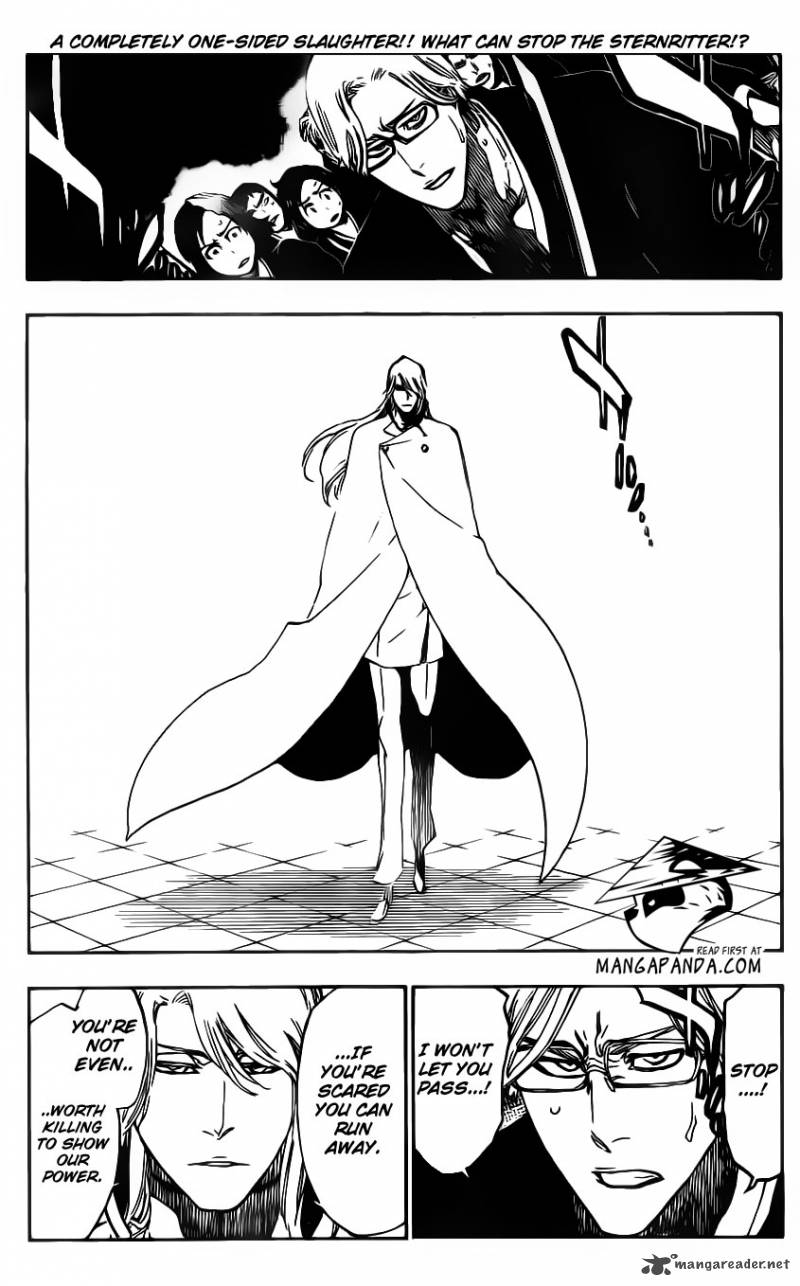 A COMPLETELY ONE-SIDED SLAUGHTER!! WHAT CAN STOP THE STERNRITTER!?
READ FIRST AT
MANGAPANDA.COM
STOP
....!
I WON'T
LET YOU
PASS...!
...IF
YOU'RE
SCARED
YOU CAN
RUN
AWAY.
YOU'RE
NOT
EVEN..
..WORTH
KILLING
TO SHOW
OUR
POWER.
mangareader.net